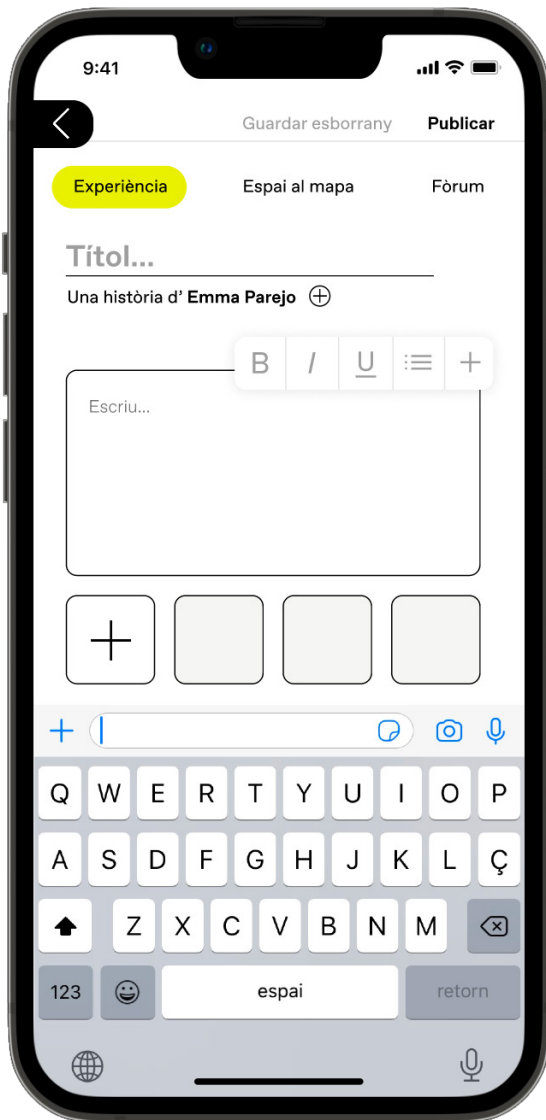 9:41
Guardar esborrany Publicar
Experiència Espai al mapa Fòrum
Títol...
Una història d' Emma Parejo
B I U
Escriu...
Q W E R T Y U I O P
A S D F G H J K L Ç
Z X C V B N M
123 espai retorn